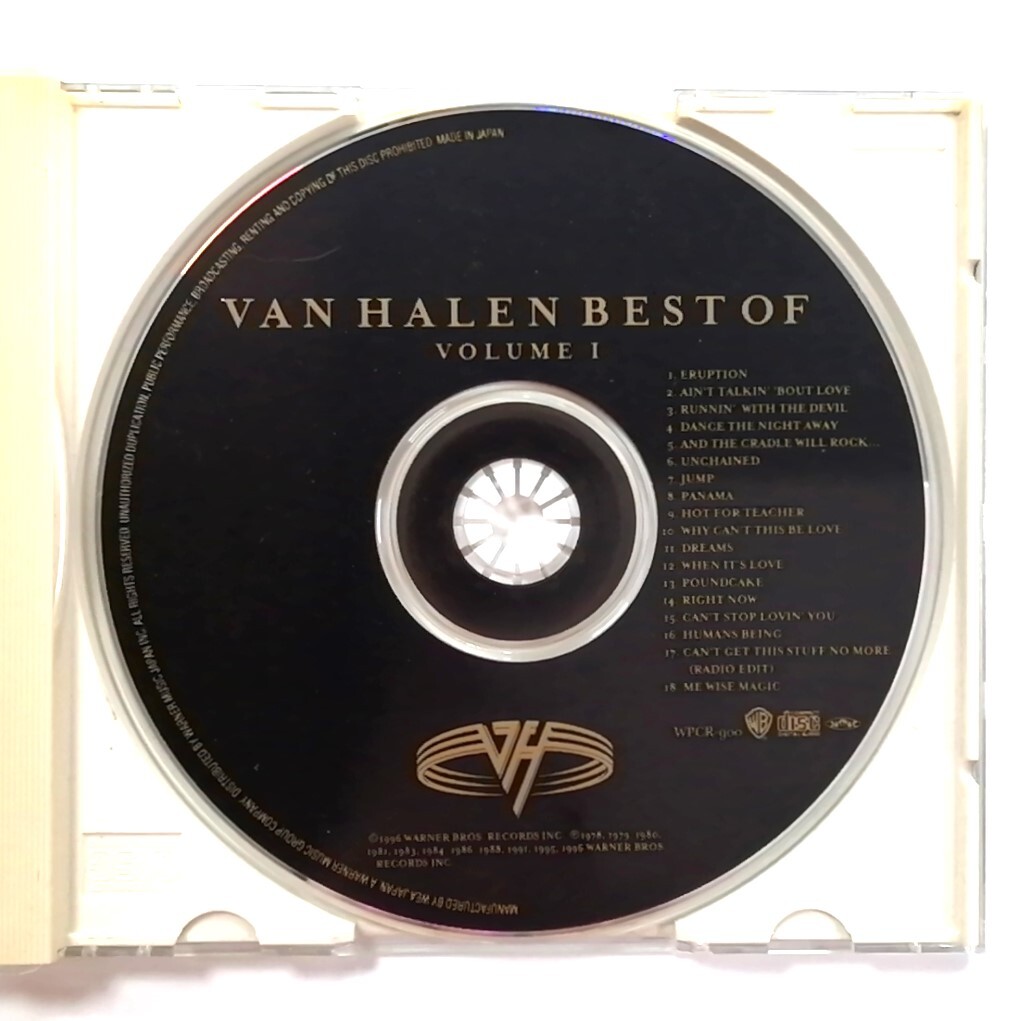 VAN HALEN BEST OF
VOLUME I
1. ERUPTION
2. AIN'T TALKIN' 'BOUT LOVE
3. RUNNIN' WITH THE DEVIL
4. DANCE THE NIGHT AWAY
5. AND THE CRADLE WILL ROCK...
6. UNCHAINED
7. JUMP
8. PANAMA
9. HOT FOR TEACHER
10. WHY CAN'T THIS BE LOVE
11. DREAMS
12. WHEN IT'S LOVE
13. POUNDCAKE
14. RIGHT NOW
15. CAN'T STOP LOVIN' YOU
16. HUMANS BEING
17. CAN'T GET THIS STUFF NO MORE
(RADIO EDIT)
18. ME WISE MAGIC
WPCR-900 WB disc
VH
©1996 WARNER BROS. RECORDS INC. ℗1978, 1979, 1980,
1981, 1983, 1984, 1986, 1988, 1991, 1995, 1996 WARNER BROS.
RECORDS INC.
MANUFACTURED BY WEA JAPAN. A WARNER MUSIC GROUP COMPANY. DISTRIBUTED BY WARNER MUSIC JAPAN INC. ALL RIGHTS RESERVED. UNAUTHORIZED DUPLICATION, PUBLIC PERFORMANCE, BROADCASTING, RENTING AND COPYING OF THIS DISC PROHIBITED. MADE IN JAPAN